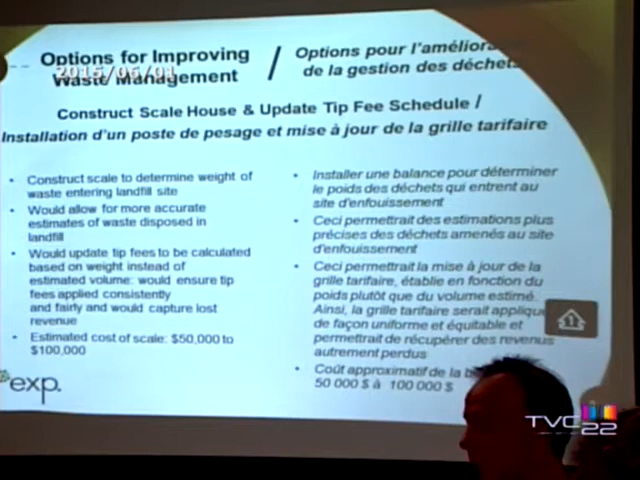 Options for Improving
Waste Management
/
Options pour l'améliora
de la gestion des déchet
2015/06/01
Construct Scale House & Update Tip Fee Schedule /
Installation d'un poste de pesage et mise à jour de la grille tarifaire
• Construct scale to determine weight of
waste entering landfill site
• Would allow for more accurate
estimates of waste disposed in
landfill
• Would update tip fees to be calculated
based on weight instead of
estimated volume: would ensure tip
fees applied consistently
and fairly and would capture lost
revenue
• Estimated cost of scale: $50,000 to
$100,000
• Installer une balance pour déterminer
le poids des déchets qui entrent au
site d'enfouissement
• Ceci permettrait des estimations plus
précises des déchets amenés au site
d'enfouissement
• Ceci permettrait la mise à jour de la
grille tarifaire, établie en fonction du
poids plutôt que du volume estimé.
Ainsi, la grille tarifaire serait applique
de façon uniforme et équitable et
permettrait de récupérer des revenus
autrement perdus
• Coût approximatif de la b
50 000 $ à 100 000 $
exp.
1
TVC
22